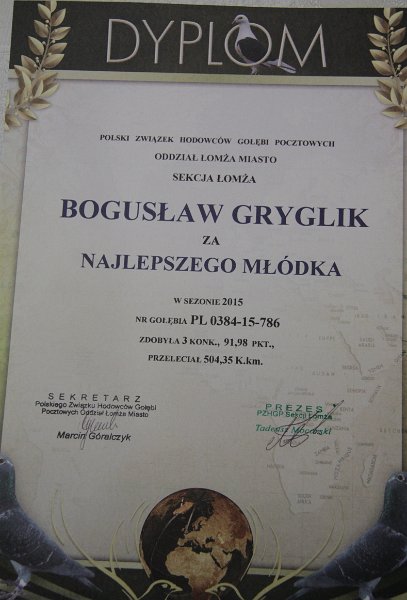 DYPLOM
POLSKI ZWIĄZEK HODOWCÓW GOŁĘBI POCZTOWYCH
ODDZIAŁ ŁOMŻA MIASTO
SEKCJA ŁOMŻA
BOGUSŁAW GRYGLIK
ZA
NAJLEPSZEGO MŁÓDKA
W SEZONIE 2015
NR GOŁĘBIA PL 0384-15-786
ZDOBYŁA 3 KONK., 91,98 PKT.,
PRZELECIAŁ 504,35 K.km.
SEKRETARZ
Polskiego Związku Hodowców Gołębi
Pocztowych Oddział Łomża Miasto
Marcin Góralczyk
PREZES
PZHGP Sekcji Łomża
Tadeusz